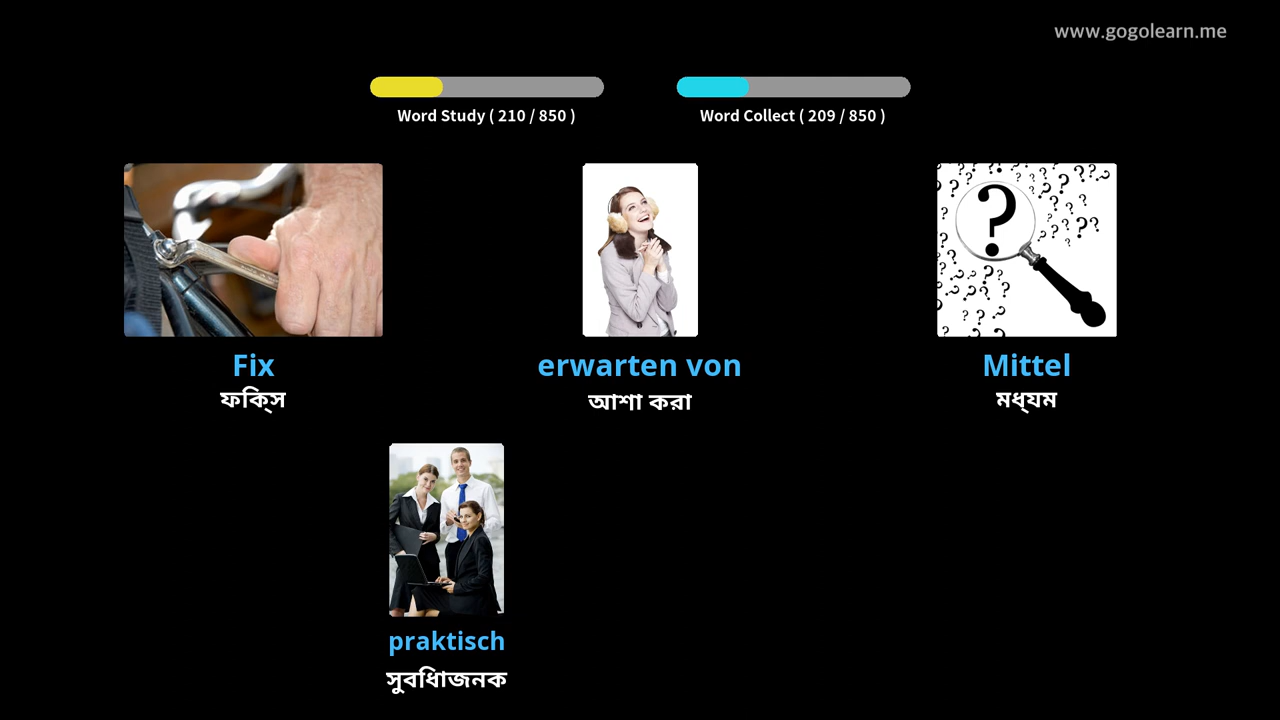 www.gogolearn.me
Word Study ( 210 / 850 )
Word Collect ( 209 / 850 )
Fix
ফিক্স
erwarten von
আশা করা
Mittel
মধ্যম
praktisch
সুবিধাজনক